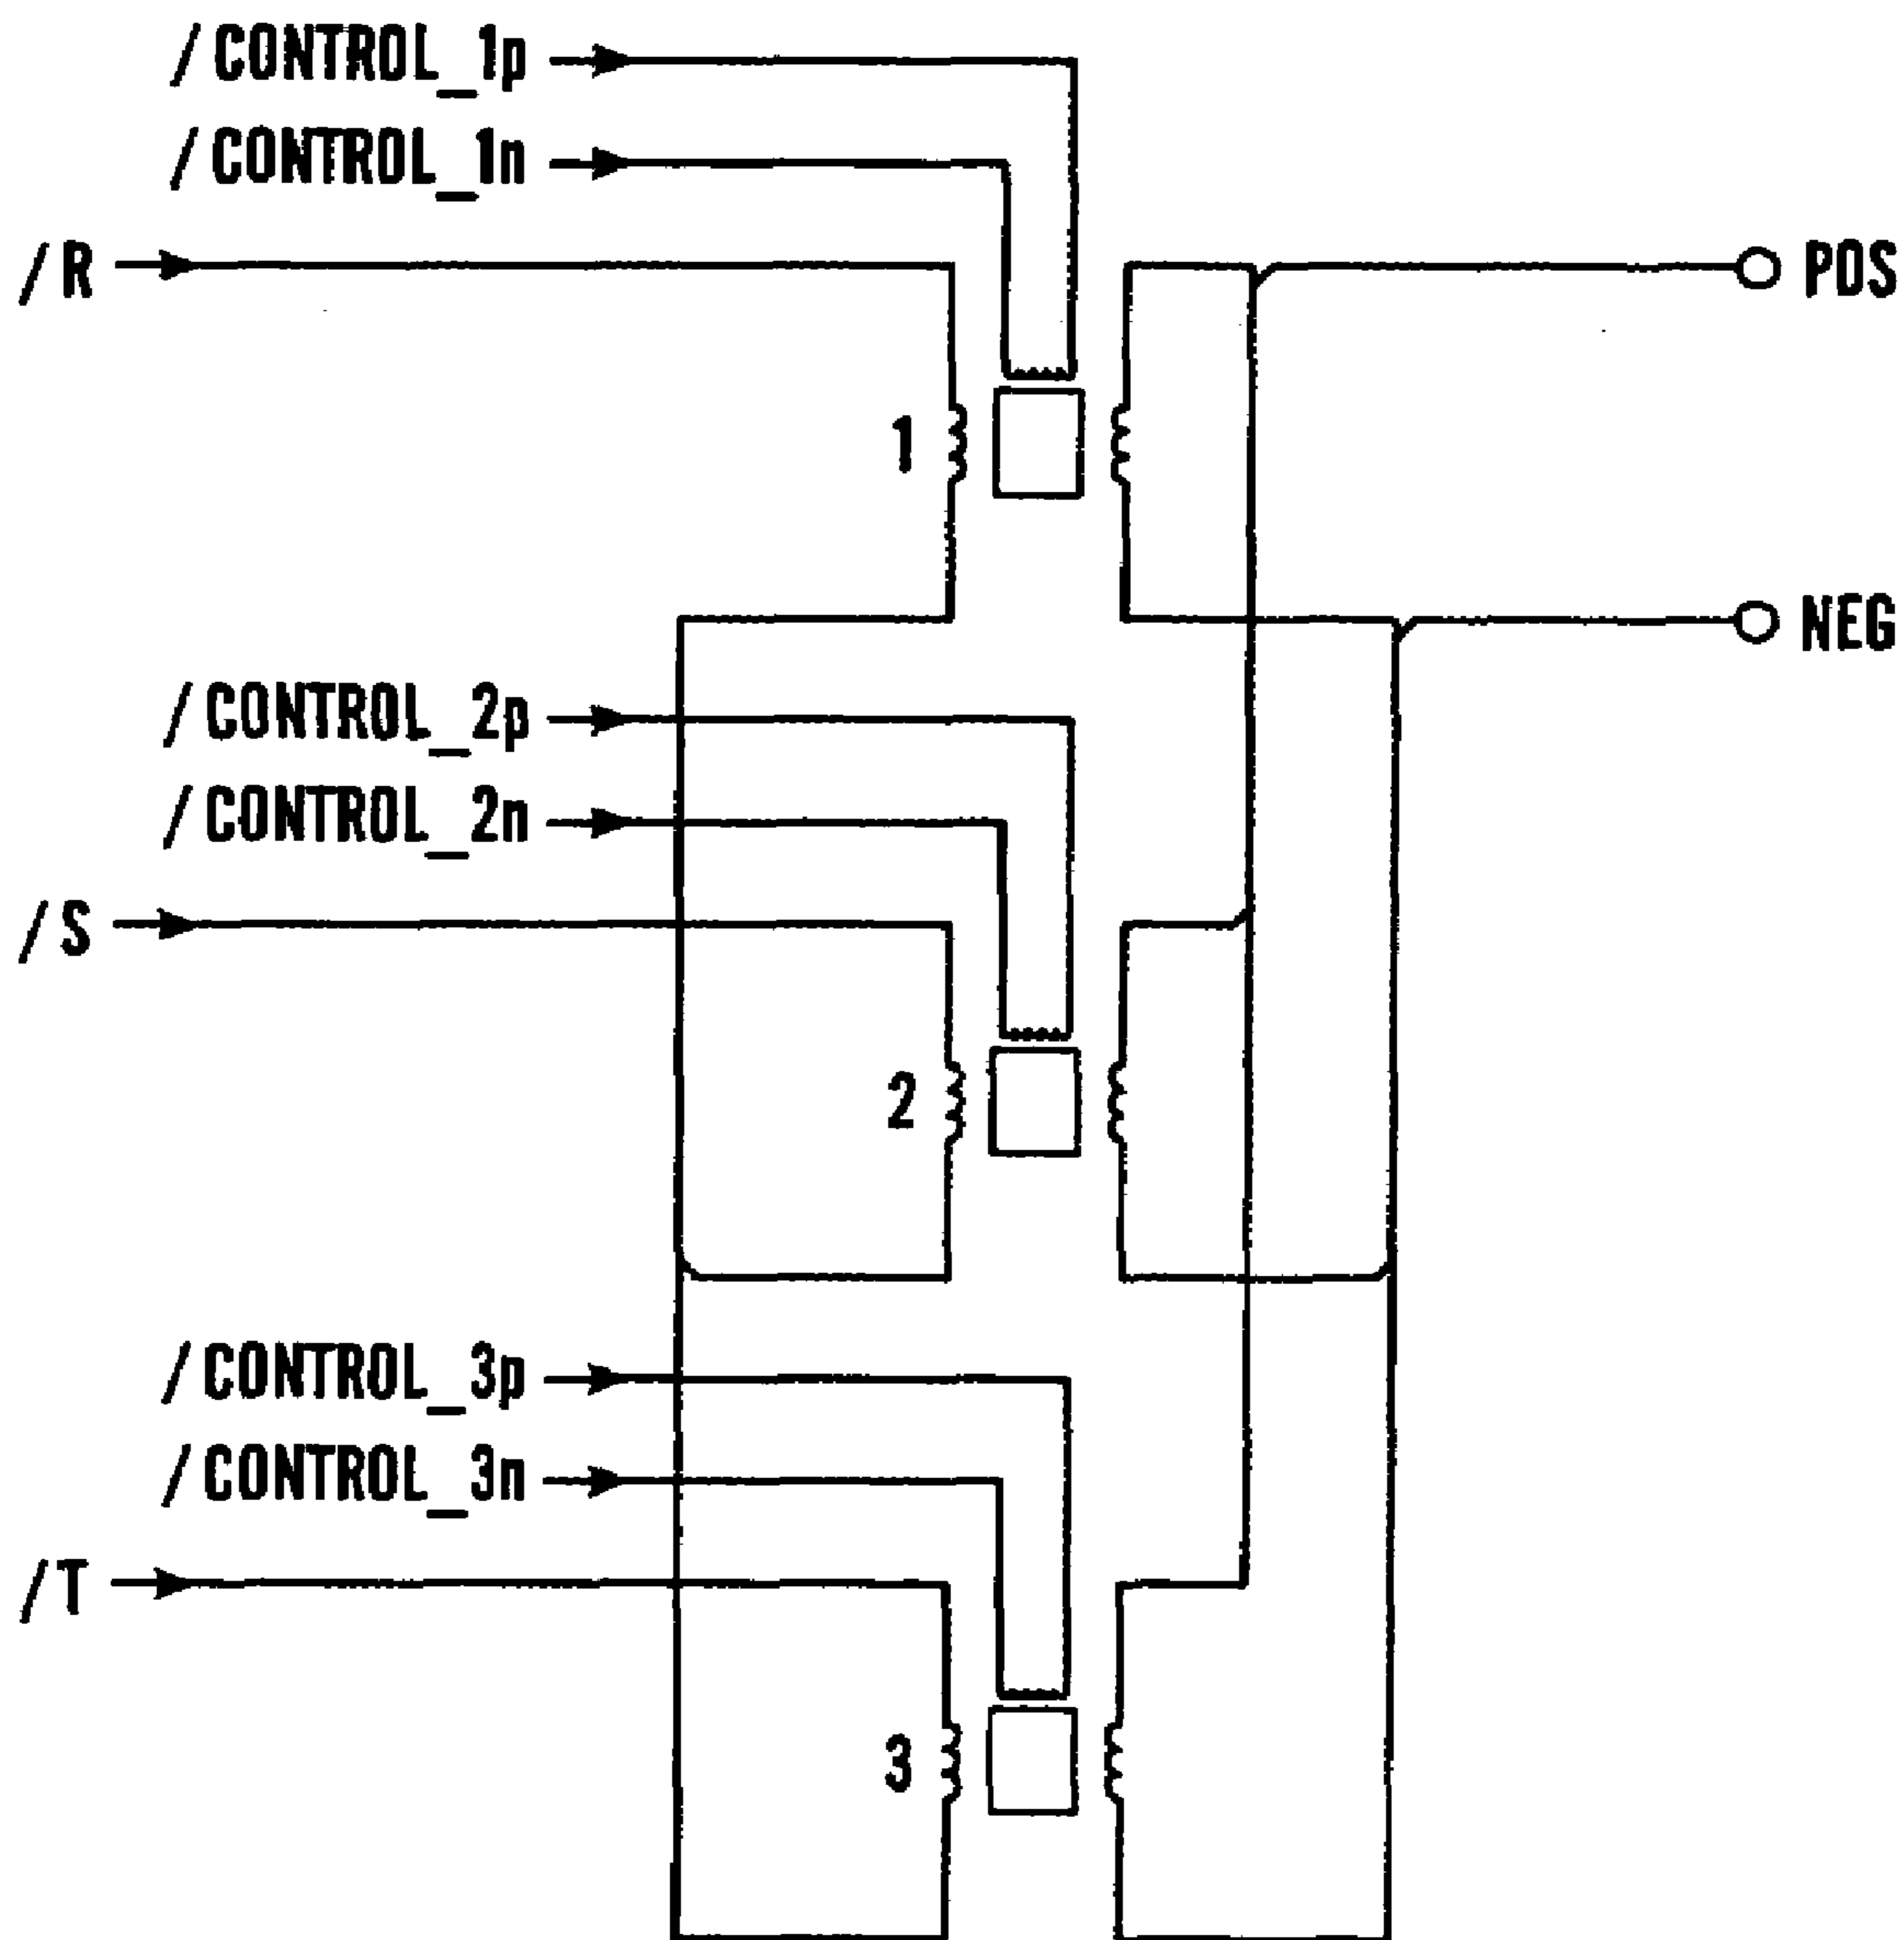 /CONTROL_1p
/CONTROL_1n
/R
POS
1
NEG
/CONTROL_2p
/CONTROL_2n
/S
2
/CONTROL_3p
/CONTROL_3n
/T
3